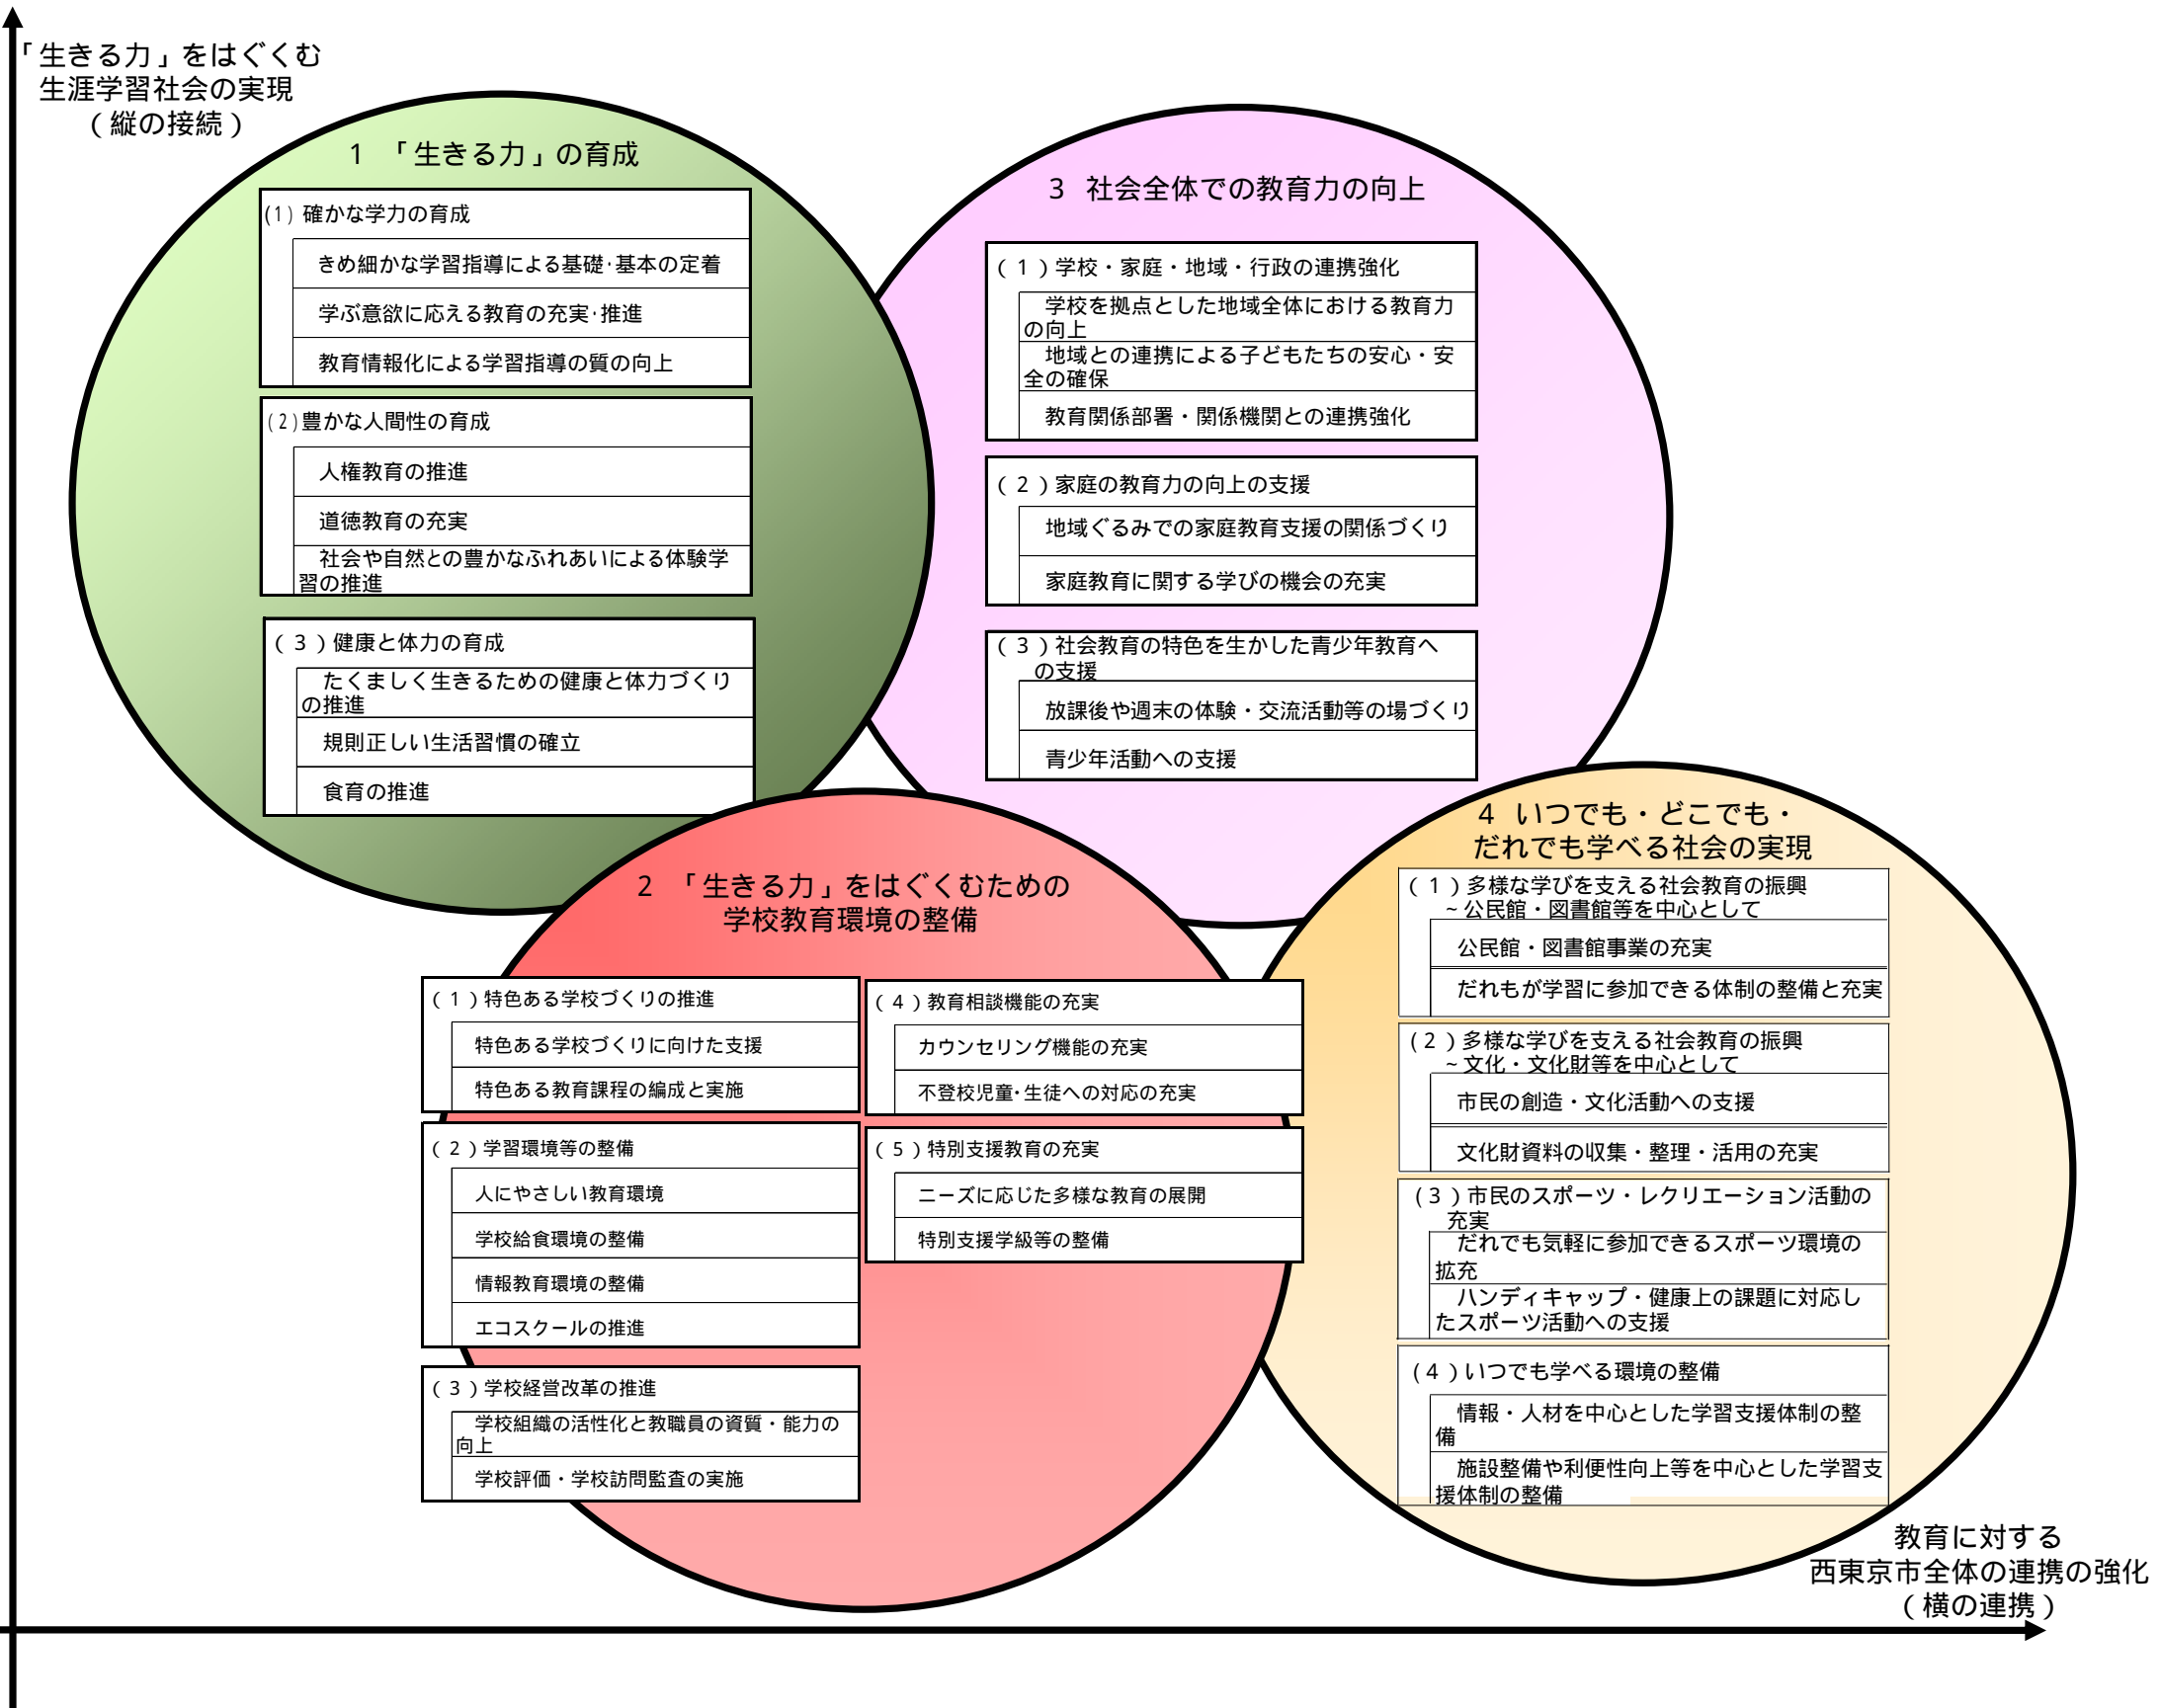 「生きる力」をはぐくむ
生涯学習社会の実現
(縦の接続)
1 「生きる力」の育成
(1) 確かな学力の育成
きめ細かな学習指導による基礎･基本の定着
学ぶ意欲に応える教育の充実･推進
教育情報化による学習指導の質の向上
(2)豊かな人間性の育成
人権教育の推進
道徳教育の充実
社会や自然との豊かなふれあいによる体験学
習の推進
(3)健康と体力の育成
たくましく生きるための健康と体力づくり
の推進
規則正しい生活習慣の確立
食育の推進
3 社会全体での教育力の向上
(1)学校・家庭・地域・行政の連携強化
学校を拠点とした地域全体における教育力
の向上
地域との連携による子どもたちの安心・安
全の確保
教育関係部署・関係機関との連携強化
(2)家庭の教育力の向上の支援
地域ぐるみでの家庭教育支援の関係づくり
家庭教育に関する学びの機会の充実
(3)社会教育の特色を生かした青少年教育へ
の支援
放課後や週末の体験・交流活動等の場づくり
青少年活動への支援
2 「生きる力」をはぐくむための
学校教育環境の整備
(1)特色ある学校づくりの推進
特色ある学校づくりに向けた支援
特色ある教育課程の編成と実施
(2)学習環境等の整備
人にやさしい教育環境
学校給食環境の整備
情報教育環境の整備
エコスクールの推進
(3)学校経営改革の推進
学校組織の活性化と教職員の資質・能力の
向上
学校評価・学校訪問監査の実施
(4)教育相談機能の充実
カウンセリング機能の充実
不登校児童･生徒への対応の充実
(5)特別支援教育の充実
ニーズに応じた多様な教育の展開
特別支援学級等の整備
4 いつでも・どこでも・
だれでも学べる社会の実現
(1)多様な学びを支える社会教育の振興
~公民館・図書館等を中心として
公民館・図書館事業の充実
だれもが学習に参加できる体制の整備と充実
(2)多様な学びを支える社会教育の振興
~文化・文化財等を中心として
市民の創造・文化活動への支援
文化財資料の収集・整理・活用の充実
(3)市民のスポーツ・レクリエーション活動の
充実
だれでも気軽に参加できるスポーツ環境の
拡充
ハンディキャップ・健康上の課題に対応し
たスポーツ活動への支援
(4)いつでも学べる環境の整備
情報・人材を中心とした学習支援体制の整
備
施設整備や利便性向上等を中心とした学習支
援体制の整備
教育に対する
西東京市全体の連携の強化
(横の連携)